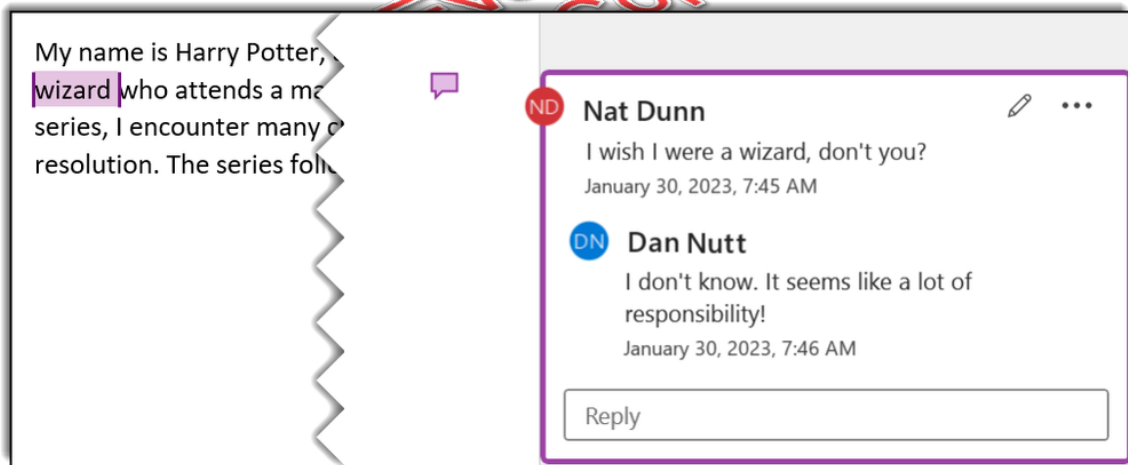 My name is Harry Potter,
wizard who attends a ma
series, I encounter many
resolution. The series foll
ND
Nat Dunn
I wish I were a wizard, don't you?
January 30, 2023, 7:45 AM
DN
Dan Nutt
I don't know. It seems like a lot of
responsibility!
January 30, 2023, 7:46 AM
Reply